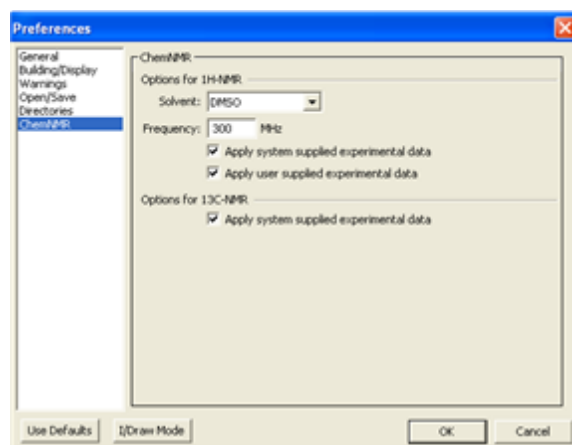 Preferences
General
Building/Display
Warnings
Open/Save
Directories
ChemNMR
ChemNMR
Options for 1H-NMR
Solvent: DMSO
Frequency: 300 MHz
Apply system supplied experimental data
Apply user supplied experimental data
Options for 13C-NMR
Apply system supplied experimental data
Use Defaults I/Draw Mode OK Cancel